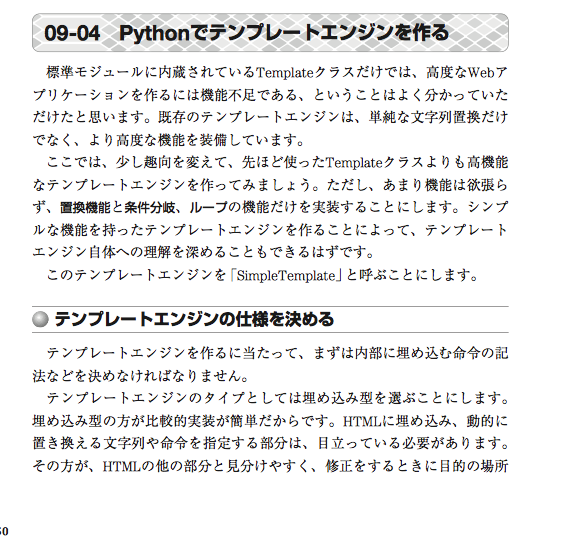 09-04 Pythonでテンプレートエンジンを作る
標準モジュールに内蔵されているTemplateクラスだけでは、高度なWebア
プリケーションを作るには機能不足である、ということはよく分かっていた
だけたと思います。既存のテンプレートエンジンは、単純な文字列置換だけ
でなく、より高度な機能を装備しています。
ここでは、少し趣向を変えて、先ほど使ったTemplateクラスよりも高機能
なテンプレートエンジンを作ってみましょう。ただし、あまり機能は欲張ら
ず、置換機能と条件分岐、ループの機能だけを実装することにします。シンプ
ルな機能を持ったテンプレートエンジンを作ることによって、テンプレート
エンジン自体への理解を深めることもできるはずです。
このテンプレートエンジンを「SimpleTemplate」と呼ぶことにします。
テンプレートエンジンの仕様を決める
テンプレートエンジンを作るに当たって、まずは内部に埋め込む命令の記
法などを決めなければなりません。
テンプレートエンジンのタイプとしては埋め込み型を選ぶことにします。
埋め込み型の方が比較的実装が簡単だからです。HTMLに埋め込み、動的に
置き換える文字列や命令を指定する部分は、目立っている必要があります。
その方が、HTMLの他の部分と見分けやすく、修正をするときに目的の場所